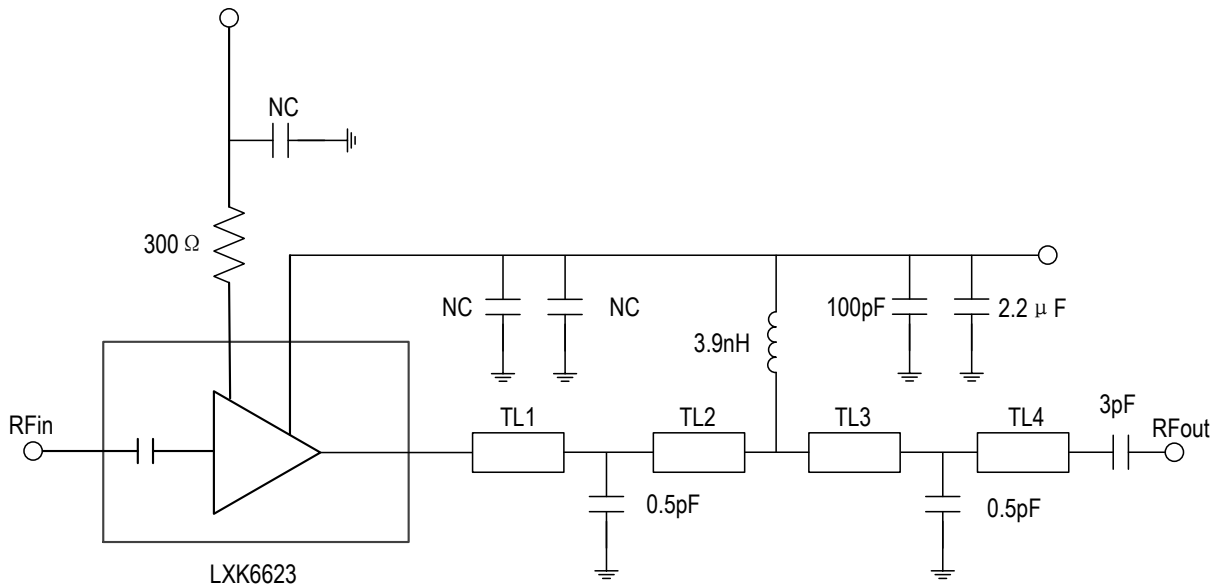 NC
300 Ω
NC
NC
100pF
2.2 μ F
3.9nH
RFin
TL1
TL2
TL3
TL4
3pF
RFout
0.5pF
0.5pF
LXK6623